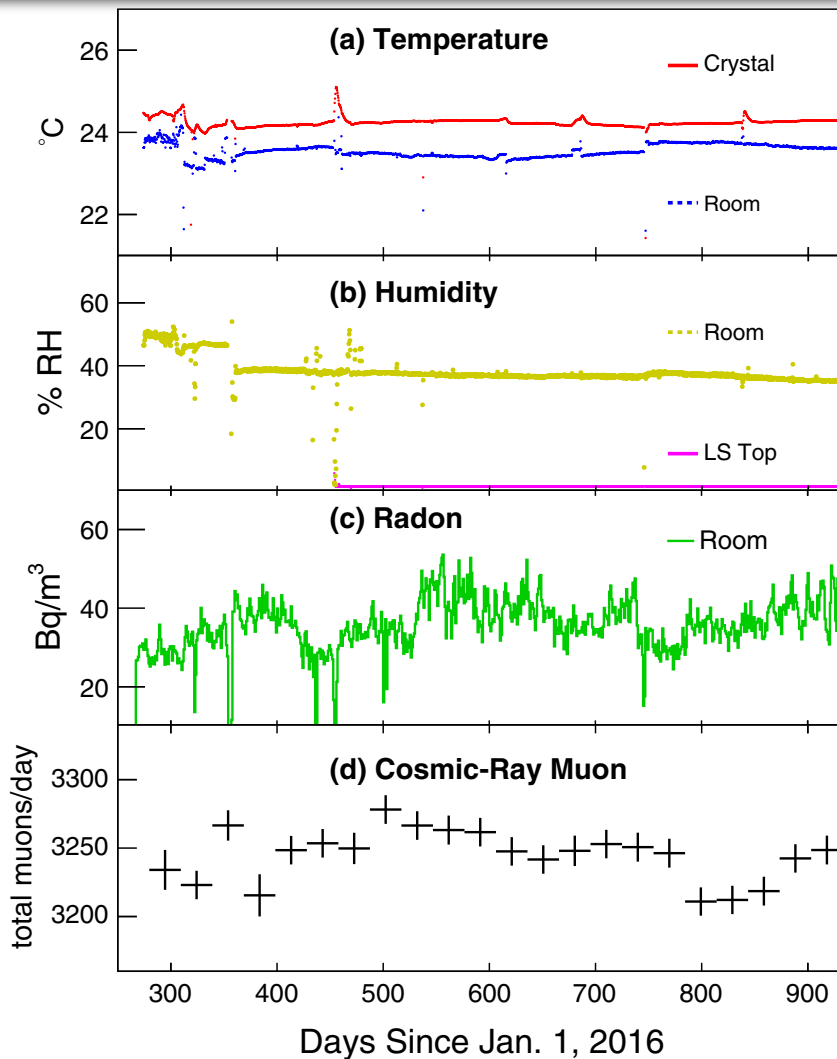 (a) Temperature
26
24
22
°C
Crystal
Room
(b) Humidity
60
40
20
% RH
Room
LS Top
(c) Radon
60
40
20
Bq/m³
Room
(d) Cosmic-Ray Muon
3300
3250
3200
total muons/day
300 400 500 600 700 800 900
Days Since Jan. 1, 2016